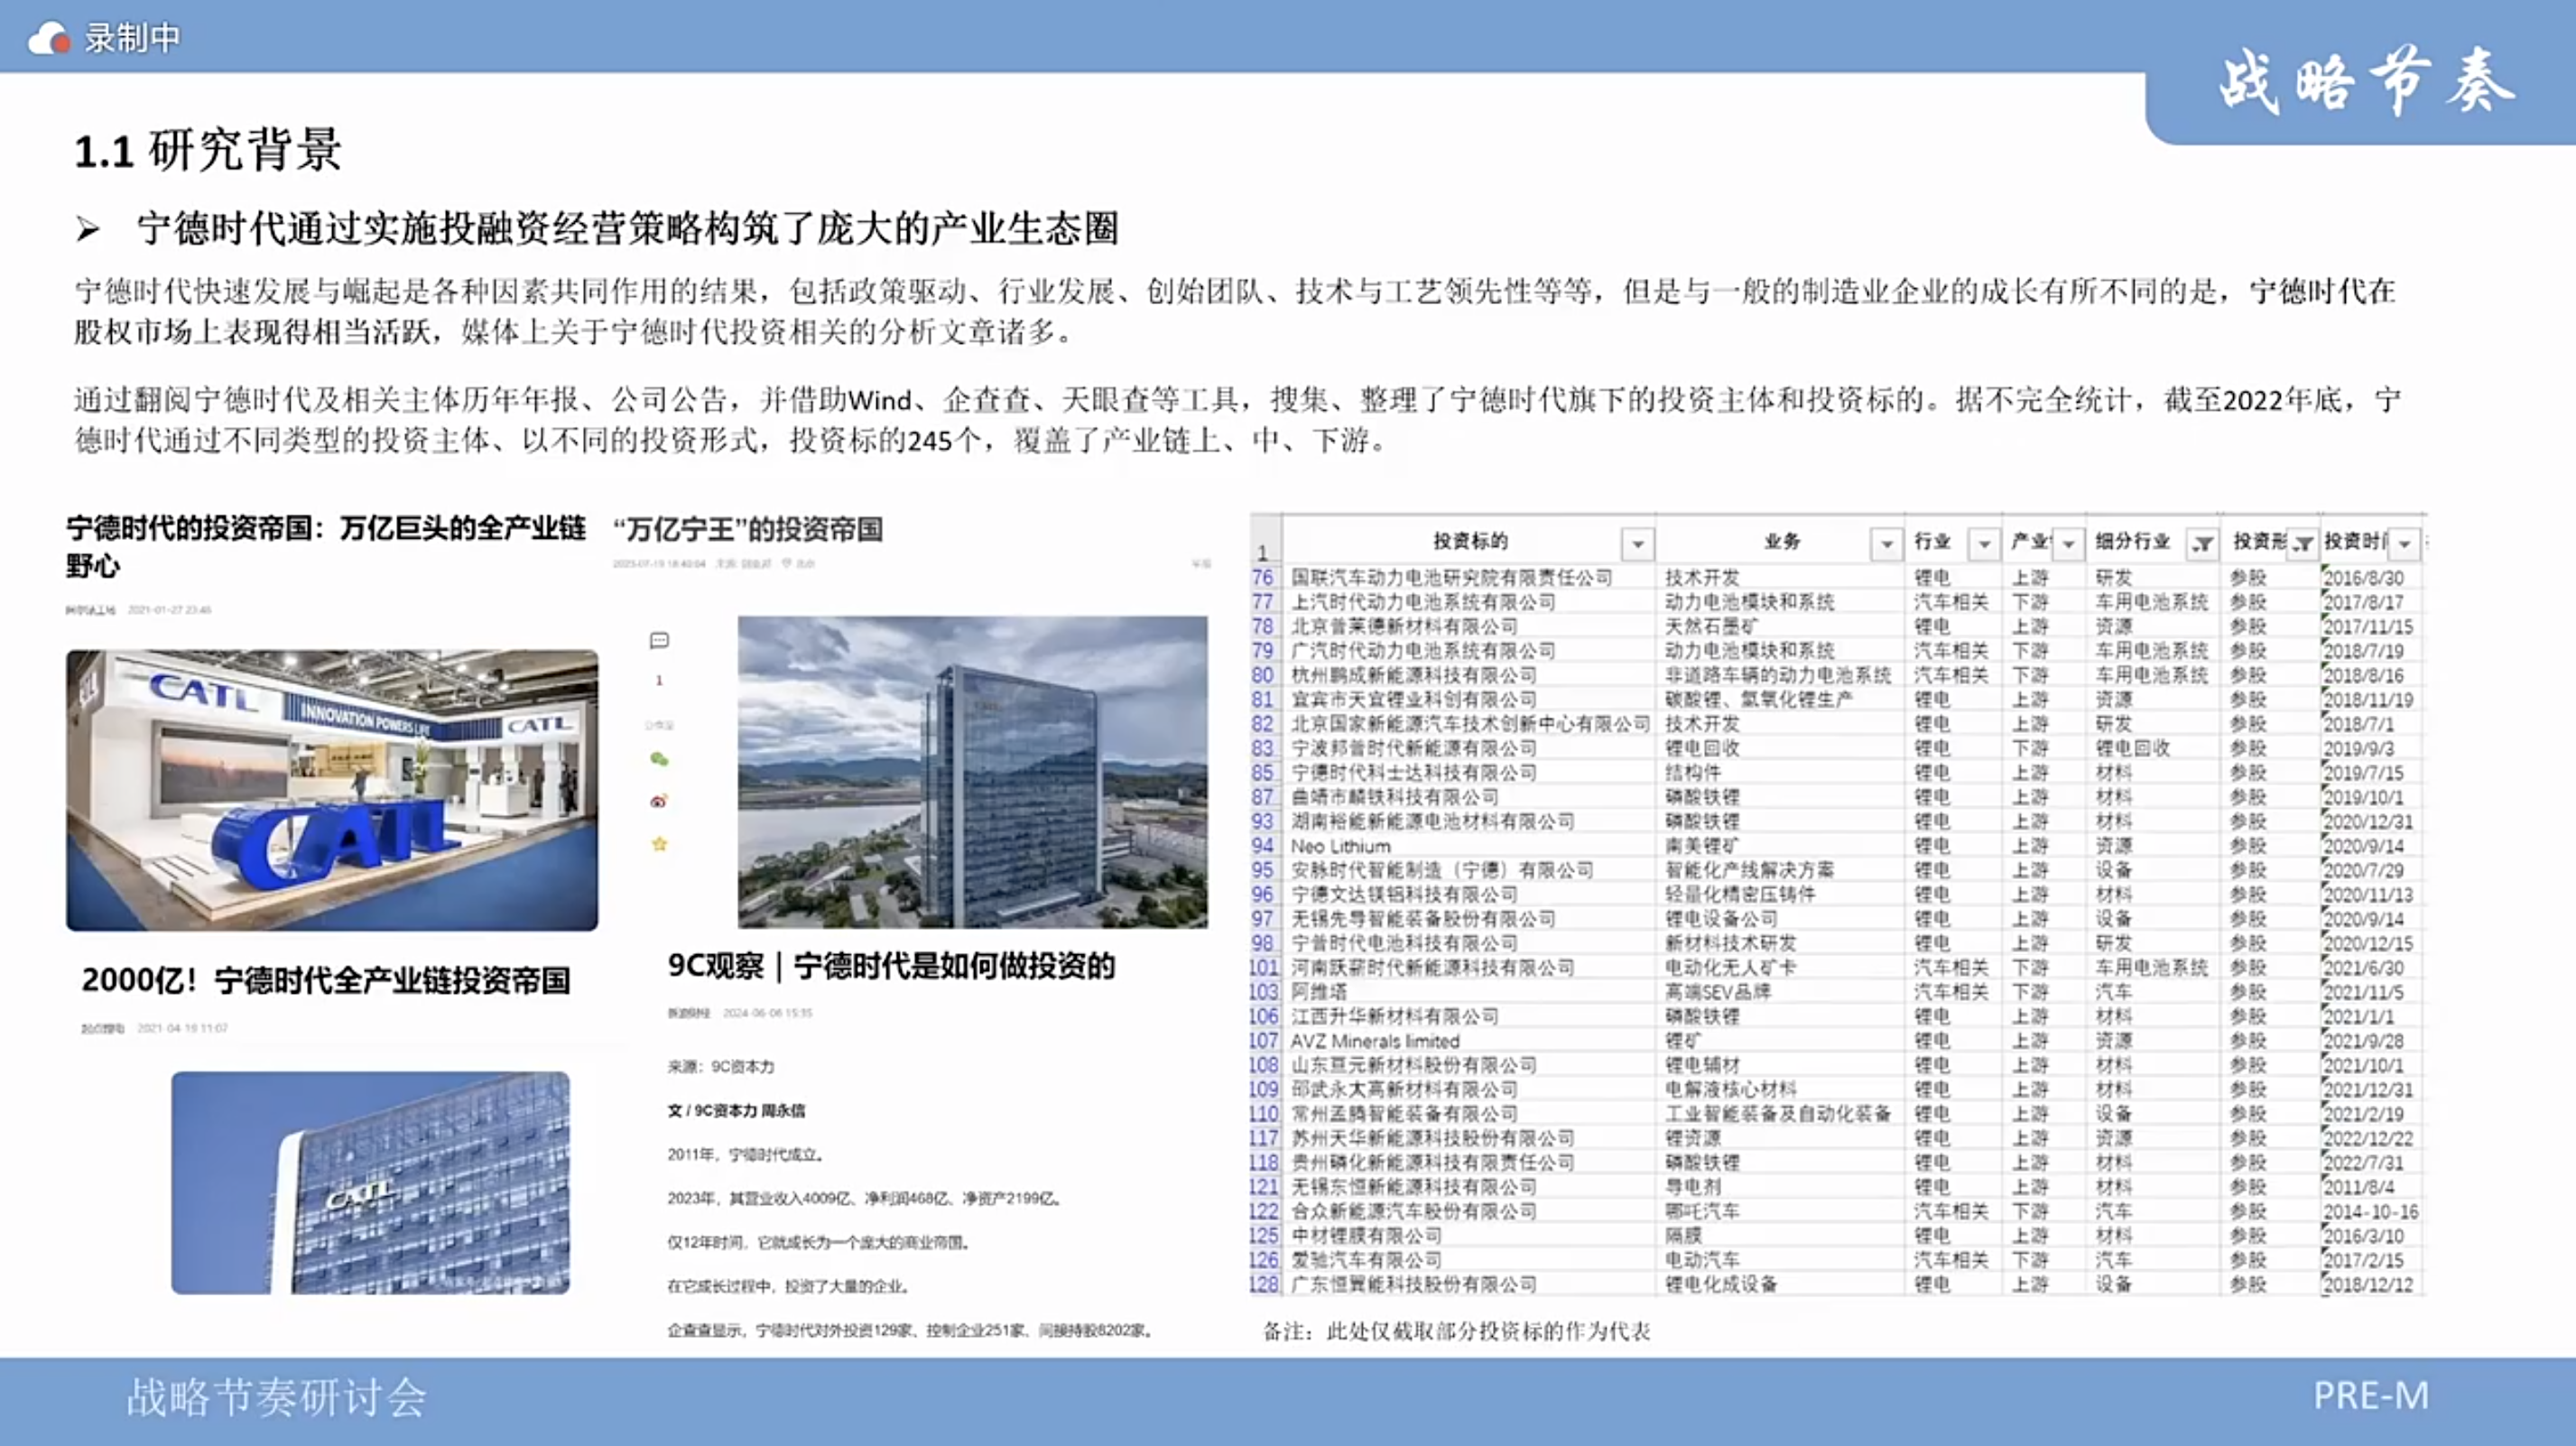 录制中
战略节奏
1.1 研究背景
➢ 宁德时代通过实施投融资经营策略构筑了庞大的产业生态圈
宁德时代快速发展与崛起是各种因素共同作用的结果，包括政策驱动、行业发展、创始团队、技术与工艺领先性等等，但是与一般的制造业企业的成长有所不同的是，宁德时代在
股权市场上表现得相当活跃，媒体上关于宁德时代投资相关的分析文章诸多。
通过翻阅宁德时代及相关主体历年年报、公司公告，并借助Wind、企查查、天眼查等工具，搜集、整理了宁德时代旗下的投资主体和投资标的。据不完全统计，截至2022年底，宁
德时代通过不同类型的投资主体、以不同的投资形式，投资标的245个，覆盖了产业链上、中、下游。
宁德时代的投资帝国：万亿巨头的全产业链
野心
2021-01-27 23:46
CATL
INNOVATION POWERS LIFE
CATL
CATL
2000亿！宁德时代全产业链投资帝国
起点锂电 2021-04-19 11:07
CATL
“万亿宁王”的投资帝国
2023-07-19 18:40:04 来源:
1
分享至
9C观察｜宁德时代是如何做投资的
新浪财经 2024-06-06 15:35
来源：9C资本力
文 / 9C资本力 周永信
2011年，宁德时代成立。
2023年，其营业收入4009亿、净利润468亿、净资产2199亿。
仅12年时间，它就成长为一个庞大的商业帝国。
在它成长过程中，投资了大量的企业。
企查查显示，宁德时代对外投资129家、控制企业251家、间接持股8202家。
1 投资标的 业务 行业 产业 细分行业 投资形 投资时间
76 国联汽车动力电池研究院有限责任公司 技术开发 锂电 上游 研发 参股 2016/8/30
77 上汽时代动力电池系统有限公司 动力电池模块和系统 汽车相关 下游 车用电池系统 参股 2017/8/17
78 北京普莱德新材料有限公司 天然石墨矿 锂电 上游 资源 参股 2017/11/15
79 广汽时代动力电池系统有限公司 动力电池模块和系统 汽车相关 下游 车用电池系统 参股 2018/7/19
80 杭州鹏成新能源科技有限公司 非道路车辆的动力电池系统 汽车相关 下游 车用电池系统 参股 2018/8/16
81 宜宾市天宜锂业科创有限公司 碳酸锂、氢氧化锂生产 锂电 上游 资源 参股 2018/11/19
82 北京国家新能源汽车技术创新中心有限公司 技术开发 锂电 上游 研发 参股 2018/7/1
83 宁波邦普时代新能源有限公司 锂电回收 锂电 下游 锂电回收 参股 2019/9/3
85 宁德时代科士达科技有限公司 结构件 锂电 上游 材料 参股 2019/7/15
87 曲靖市麟铁科技有限公司 磷酸铁锂 锂电 上游 材料 参股 2019/10/1
93 湖南裕能新能源电池材料有限公司 磷酸铁锂 锂电 上游 材料 参股 2020/12/31
94 Neo Lithium 南美锂矿 锂电 上游 资源 参股 2020/9/14
95 安脉时代智能制造（宁德）有限公司 智能化产线解决方案 锂电 上游 设备 参股 2020/7/29
96 宁德文达镁铝科技有限公司 轻量化精密压铸件 锂电 上游 材料 参股 2020/11/13
97 无锡先导智能装备股份有限公司 锂电设备公司 锂电 上游 设备 参股 2020/9/14
98 宁普时代电池科技有限公司 新材料技术研发 锂电 上游 研发 参股 2020/12/15
101 河南跃薪时代新能源科技有限公司 电动化无人矿卡 汽车相关 下游 车用电池系统 参股 2021/6/30
103 阿维塔 高端SEV品牌 汽车相关 下游 汽车 参股 2021/11/5
106 江西升华新材料有限公司 磷酸铁锂 锂电 上游 材料 参股 2021/1/1
107 AVZ Minerals limited 锂矿 锂电 上游 资源 参股 2021/9/28
108 山东亘元新材料股份有限公司 锂电辅材 锂电 上游 材料 参股 2021/10/1
109 邵武永太高新材料有限公司 电解液核心材料 锂电 上游 材料 参股 2021/12/31
110 常州孟腾智能装备有限公司 工业智能装备及自动化装备 锂电 上游 设备 参股 2021/2/19
117 苏州天华新能源科技股份有限公司 锂资源 锂电 上游 资源 参股 2022/12/22
118 贵州磷化新能源科技有限责任公司 磷酸铁锂 锂电 上游 材料 参股 2022/7/31
121 无锡东恒新能源科技有限公司 导电剂 锂电 上游 材料 参股 2011/8/4
122 合众新能源汽车股份有限公司 哪吒汽车 汽车相关 下游 汽车 参股 2014-10-16
125 中材锂膜有限公司 隔膜 锂电 上游 材料 参股 2016/3/10
126 爱驰汽车有限公司 电动汽车 汽车相关 下游 汽车 参股 2017/2/15
128 广东恒翼能科技股份有限公司 锂电化成设备 锂电 上游 设备 参股 2018/12/12
备注：此处仅截取部分投资标的作为代表
战略节奏研讨会
PRE-M